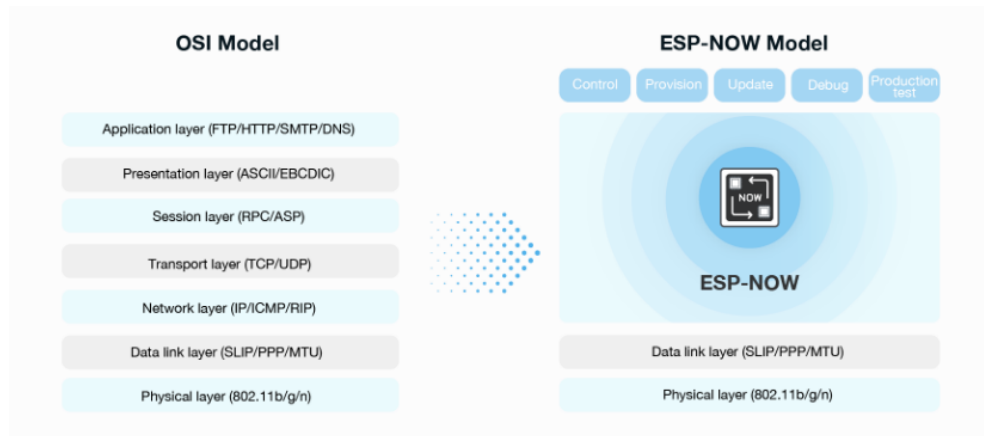 OSI Model
Application layer (FTP/HTTP/SMTP/DNS)
Presentation layer (ASCII/EBCDIC)
Session layer (RPC/ASP)
Transport layer (TCP/UDP)
Network layer (IP/ICMP/RIP)
Data link layer (SLIP/PPP/MTU)
Physical layer (802.11b/g/n)
ESP-NOW Model
Control
Provision
Update
Debug
Production
test
NOW
ESP-NOW
Data link layer (SLIP/PPP/MTU)
Physical layer (802.11b/g/n)